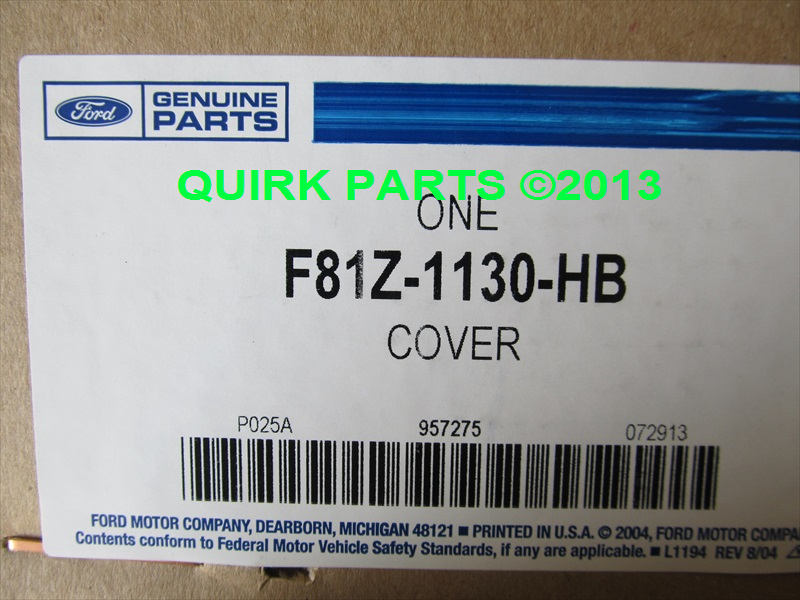 Ford GENUINE PARTS
QUIRK PARTS ©2013
ONE
F81Z-1130-HB
COVER
P025A 957275 072913
FORD MOTOR COMPANY, DEARBORN, MICHIGAN 48121 ■ PRINTED IN U.S.A. © 2004, FORD MOTOR COMPA
Contents conform to Federal Motor Vehicle Safety Standards, if any are applicable. ■ L1194 REV 8/04